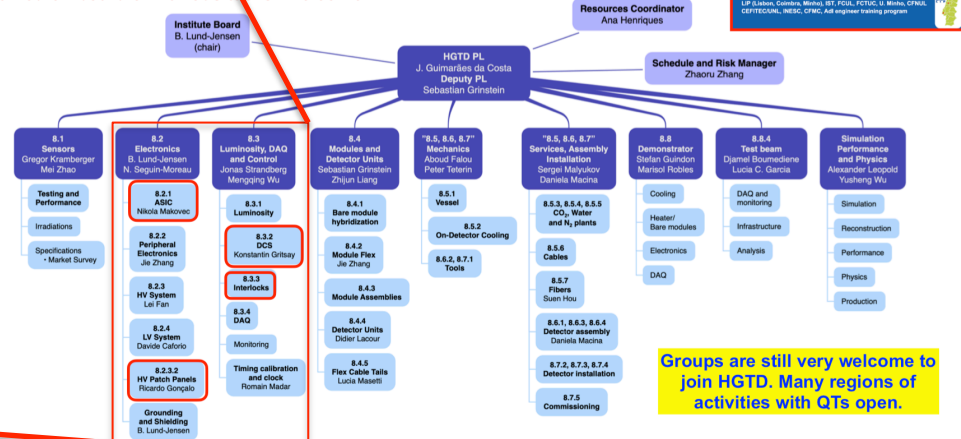 LIP (Lisbon, Coimbra, Minho), IST, FCUL, FCTUC, U. Minho, CFNUL
CEFITEC/UNL, INESC, CFMC, AdI engineer training program
Resources Coordinator
Ana Henriques
Institute Board
B. Lund-Jensen
(chair)
HGTD PL
J. Guimarães da Costa
Deputy PL
Sebastian Grinstein
Schedule and Risk Manager
Zhaoru Zhang
8.1
Sensors
Gregor Kramberger
Mei Zhao
Testing and
Performance
Irradiations
Specifications
• Market Survey
8.2
Electronics
B. Lund-Jensen
N. Seguin-Moreau
8.2.1
ASIC
Nikola Makovec
8.2.2
Peripheral
Electronics
Jie Zhang
8.2.3
HV System
Lei Fan
8.2.4
LV System
Davide Caforio
8.2.3.2
HV Patch Panels
Ricardo Gonçalo
Grounding
and Shielding
B. Lund-Jensen
8.3
Luminosity, DAQ
and Control
Jonas Strandberg
Mengqing Wu
8.3.1
Luminosity
8.3.2
DCS
Konstantin Gritsay
8.3.3
Interlocks
8.3.4
DAQ
Monitoring
Timing calibration
and clock
Romain Madar
8.4
Modules and
Detector Units
Sebastian Grinstein
Zhijun Liang
8.4.1
Bare module
hybridization
8.4.2
Module Flex
Jie Zhang
8.4.3
Module Assemblies
8.4.4
Detector Units
Didier Lacour
8.4.5
Flex Cable Tails
Lucia Masetti
"8.5, 8.6, 8.7"
Mechanics
Aboud Falou
Peter Teterin
8.5.1
Vessel
8.5.2
On-Detector Cooling
8.6.2, 8.7.1
Tools
"8.5, 8.6, 8.7"
Services, Assembly
Installation
Sergei Malyukov
Daniela Macina
8.5.3, 8.5.4, 8.5.5
CO₂, Water
and N₂ plants
8.5.6
Cables
8.5.7
Fibers
Suen Hou
8.6.1, 8.6.3, 8.6.4
Detector assembly
Daniela Macina
8.7.2, 8.7.3, 8.7.4
Detector installation
8.7.5
Commissioning
8.8
Demonstrator
Stefan Guindon
Marisol Robles
Cooling
Heater/
Bare modules
Electronics
DAQ
8.8.4
Test beam
Djamel Boumediene
Lucia C. Garcia
DAQ and
monitoring
Infrastructure
Analysis
Simulation
Performance
and Physics
Alexander Leopold
Yusheng Wu
Simulation
Reconstruction
Performance
Physics
Production
Groups are still very welcome to
join HGTD. Many regions of
activities with QTs open.